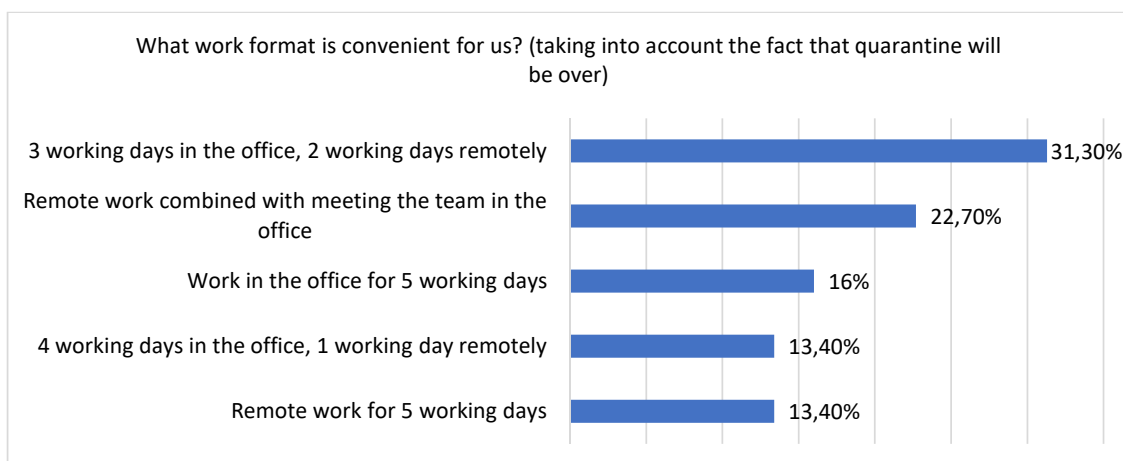 What work format is convenient for us? (taking into account the fact that quarantine will
be over)
3 working days in the office, 2 working days remotely
31,30%
Remote work combined with meeting the team in the
office
22,70%
Work in the office for 5 working days
16%
4 working days in the office, 1 working day remotely
13,40%
Remote work for 5 working days
13,40%